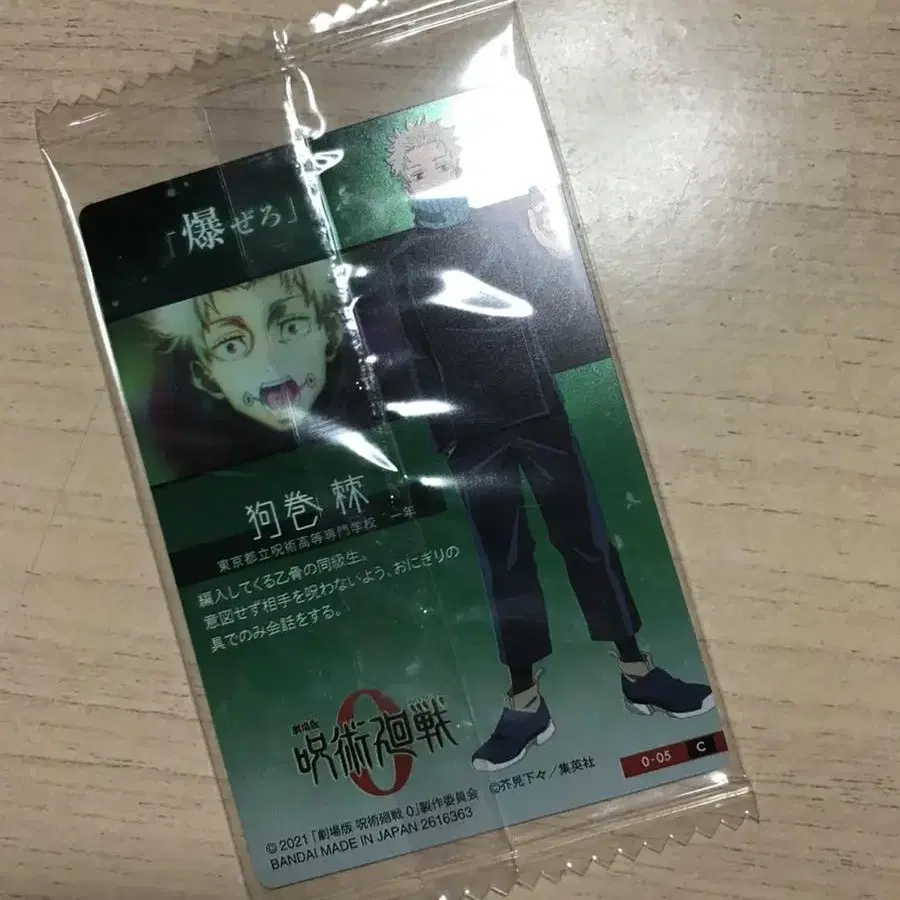 「爆ぜろ」
狗巻 棘
東京都立呪術高等専門学校 一年
編入してくる乙骨の同級生。
意図せず相手を呪わないよう、おにぎりの
具でのみ会話をする。
劇場版
呪術廻戦
0
0-05 C
©芥見下々／集英社
©2021「劇場版 呪術廻戦 0」製作委員会
BANDAI MADE IN JAPAN 2616363